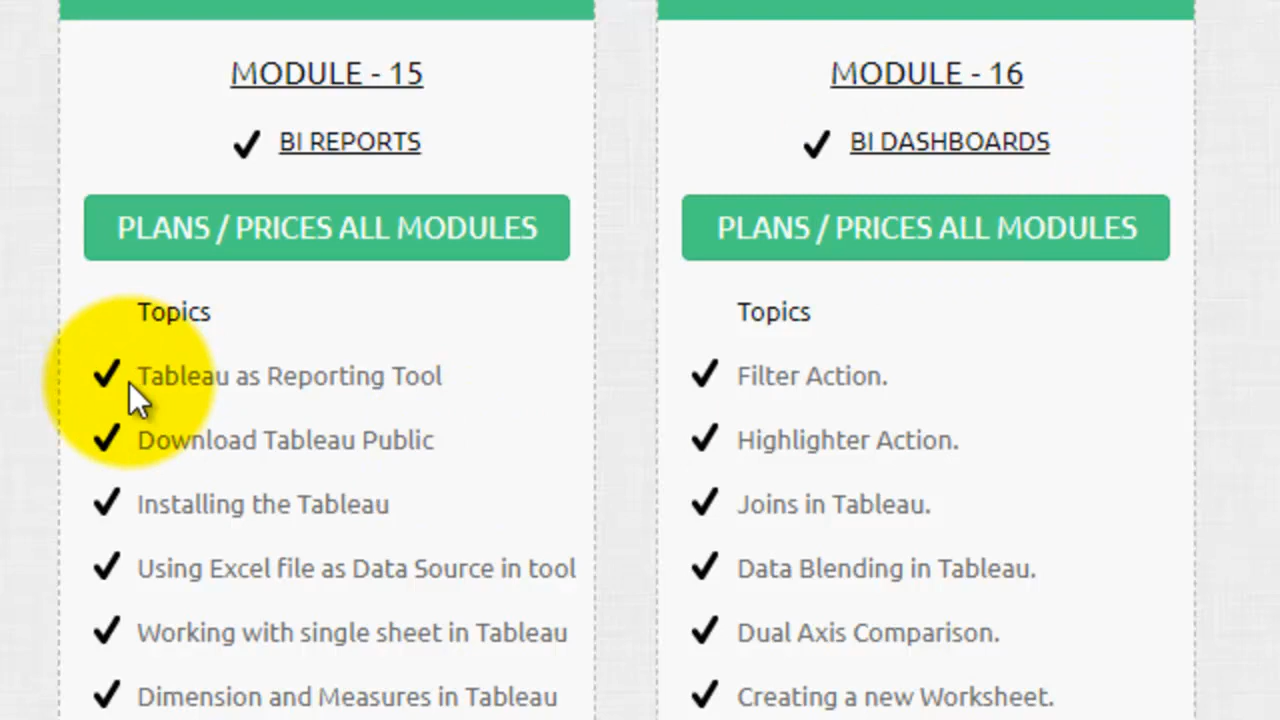 MODULE - 15
BI REPORTS
PLANS / PRICES ALL MODULES
Topics
Tableau as Reporting Tool
Download Tableau Public
Installing the Tableau
Using Excel file as Data Source in tool
Working with single sheet in Tableau
Dimension and Measures in Tableau
MODULE - 16
BI DASHBOARDS
PLANS / PRICES ALL MODULES
Topics
Filter Action.
Highlighter Action.
Joins in Tableau.
Data Blending in Tableau.
Dual Axis Comparison.
Creating a new Worksheet.